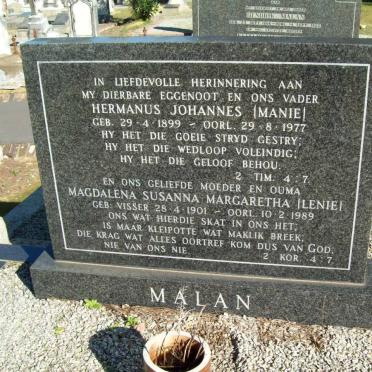 HENDRIK MALAN
IN LIEFDEVOLLE HERINNERING AAN
MY DIERBARE EGGENOOT EN ONS VADER
HERMANUS JOHANNES |MANIE|
GEB. 29-4-1899 - OORL. 29-8-1977
HY HET DIE GOEIE STRYD GESTRY;
HY HET DIE WEDLOOP VOLEINDIG;
HY HET DIE GELOOF BEHOU.
2 TIM. 4:7
EN ONS GELIEFDE MOEDER EN OUMA
MAGDALENA SUSANNA MARGARETHA |LENIE|
GEB: VISSER 28-4-1901 - OORL. 10-2-1989
ONS WAT HIERDIE SKAT IN ONS HET,
IS MAAR KLEIPOTTE WAT MAKLIK BREEK;
DIE KRAG WAT ALLES OORTREF KOM DUS VAN GOD,
NIE VAN ONS NIE. 2 KOR. 4:7
MALAN